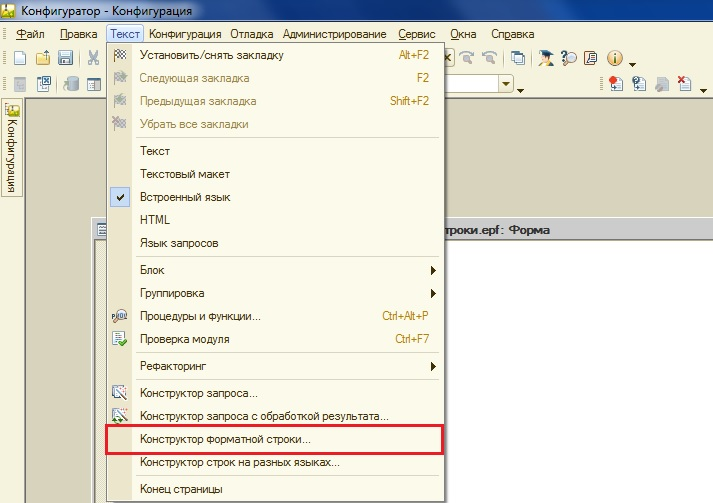 Конфигуратор - Конфигурация
Файл Правка Текст Конфигурация Отладка Администрирование Сервис Окна Справка
Установить/снять закладку Alt+F2
Следующая закладка F2
Предыдущая закладка Shift+F2
Убрать все закладки
Текст
Текстовый макет
Встроенный язык
HTML
Язык запросов
Блок
Группировка
Процедуры и функции... Ctrl+Alt+P
Проверка модуля Ctrl+F7
Рефакторинг
Конструктор запроса...
Конструктор запроса с обработкой результата...
Конструктор форматной строки...
Конструктор строк на разных языках...
Конец страницы
Конфигурация
троки.epf: Форма